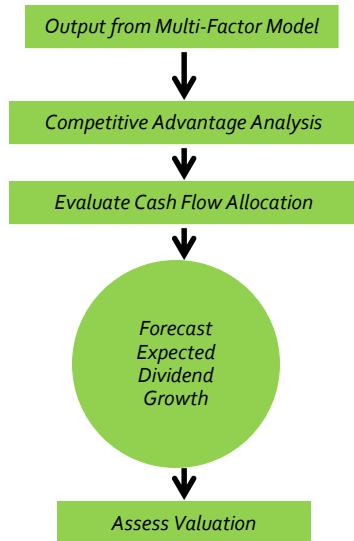 Output from Multi-Factor Model
Competitive Advantage Analysis
Evaluate Cash Flow Allocation
Forecast
Expected
Dividend
Growth
Assess Valuation